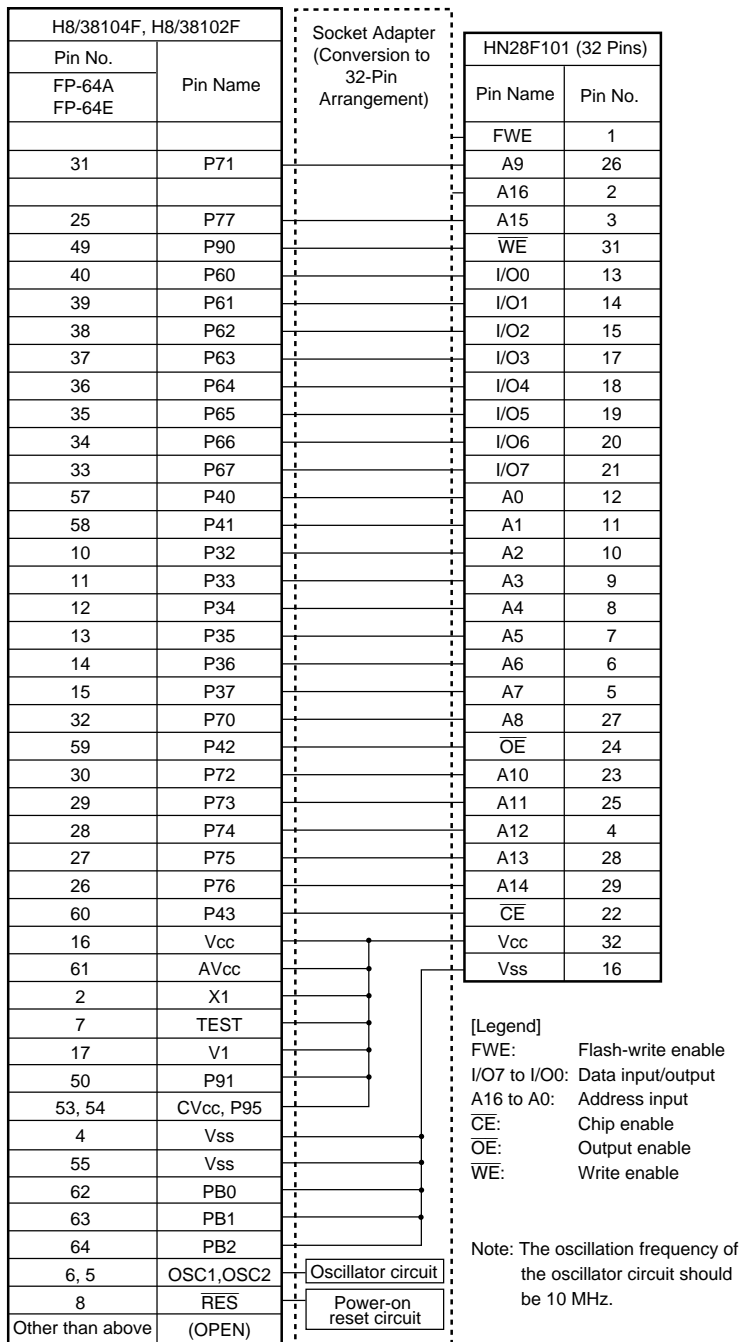 H8/38104F, H8/38102F
Pin No.
FP-64A
FP-64E
Pin Name
Socket Adapter
(Conversion to
32-Pin
Arrangement)
HN28F101 (32 Pins)
Pin Name Pin No.
FWE 1
31 P71 A9 26
A16 2
25 P77 A15 3
49 P90 W̅E̅ 31
40 P60 I/O0 13
39 P61 I/O1 14
38 P62 I/O2 15
37 P63 I/O3 17
36 P64 I/O4 18
35 P65 I/O5 19
34 P66 I/O6 20
33 P67 I/O7 21
57 P40 A0 12
58 P41 A1 11
10 P32 A2 10
11 P33 A3 9
12 P34 A4 8
13 P35 A5 7
14 P36 A6 6
15 P37 A7 5
32 P70 A8 27
59 P42 O̅E̅ 24
30 P72 A10 23
29 P73 A11 25
28 P74 A12 4
27 P75 A13 28
26 P76 A14 29
60 P43 C̅E̅ 22
16 Vcc Vcc 32
61 AVcc Vss 16
2 X1
7 TEST
17 V1
50 P91
53, 54 CVcc, P95
4 Vss
55 Vss
62 PB0
63 PB1
64 PB2
6, 5 OSC1,OSC2 Oscillator circuit
8 R̅E̅S̅ Power-on
reset circuit
Other than above (OPEN)
[Legend]
FWE: Flash-write enable
I/O7 to I/O0: Data input/output
A16 to A0: Address input
C̅E̅: Chip enable
O̅E̅: Output enable
W̅E̅: Write enable
Note: The oscillation frequency of
the oscillator circuit should
be 10 MHz.